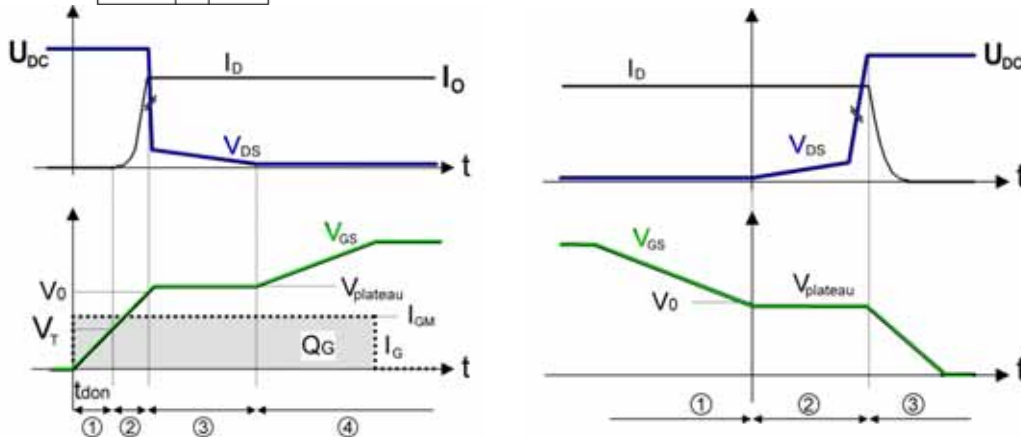 U_DC
I_D
I_O
V_DS
t
V_GS
V_0
V_plateau
V_T
I_GM
Q_G
I_G
t
t_don
① ② ③ ④
U_DC
I_D
V_DS
t
V_GS
V_0
V_plateau
t
① ② ③